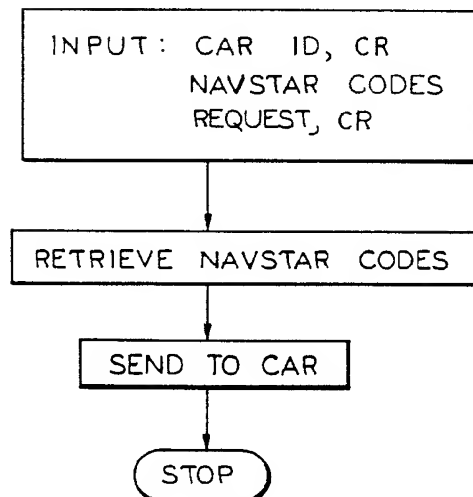 INPUT: CAR ID, CR
NAVSTAR CODES
REQUEST, CR
RETRIEVE NAVSTAR CODES
SEND TO CAR
STOP